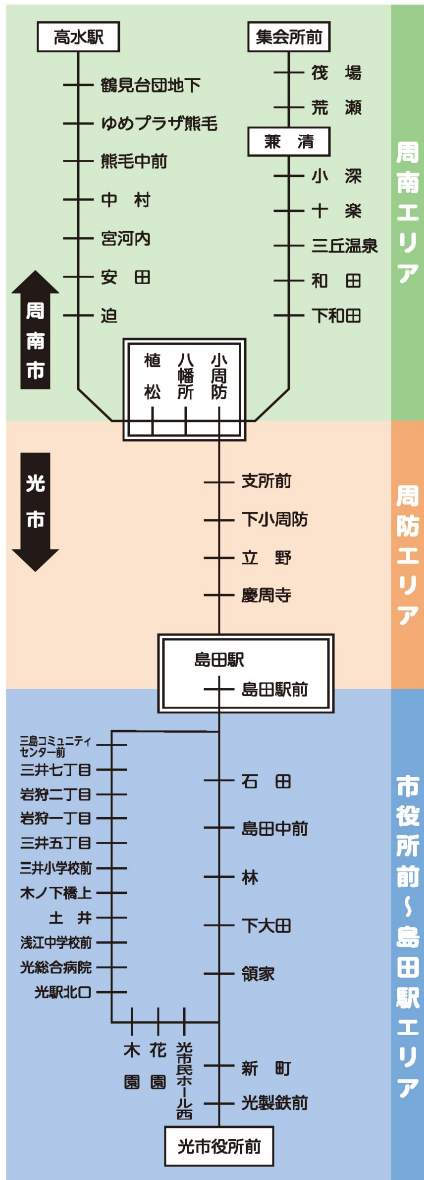 高水駅
鶴見台団地下
ゆめプラザ熊毛
熊毛中前
中 村
宮河内
安 田
迫
集会所前
筏 場
荒 瀬
兼 清
小 深
十 楽
三丘温泉
和 田
下和田
周南エリア
周南市
植 松
八幡所
小周防
光市
支所前
下小周防
立 野
慶周寺
周防エリア
島田駅
島田駅前
三島コミュニティ
センター前
三井七丁目
岩狩二丁目
岩狩一丁目
三井五丁目
三井小学校前
木ノ下橋上
土 井
浅江中学校前
光総合病院
光駅北口
木 園
花 園
光市民ホール西
石 田
島田中前
林
下大田
領家
新 町
光製鉄前
光市役所前
市役所前～島田駅エリア